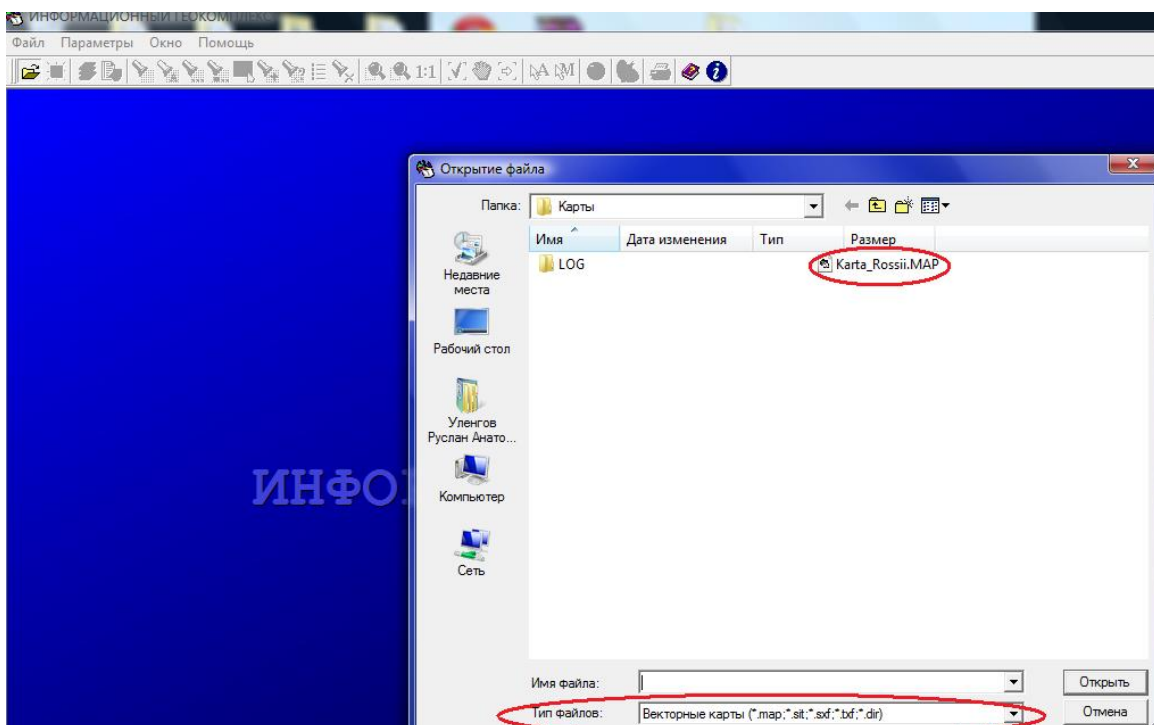 ИНФОРМАЦИОННЫЙ ГЕОКОМПЛЕКС
Файл Параметры Окно Помощь
1:1 A M
Открытие файла
Папка: Карты
Имя Дата изменения Тип Размер
LOG Karta_Rossii.MAP
Недавние
места
Рабочий стол
Уленгов
Руслан Анато...
ИНФО
Компьютер
Сеть
Имя файла: Открыть
Тип файлов: Векторные карты (*.map;*.sit;*.sxf;*.txf;*.dir) Отмена